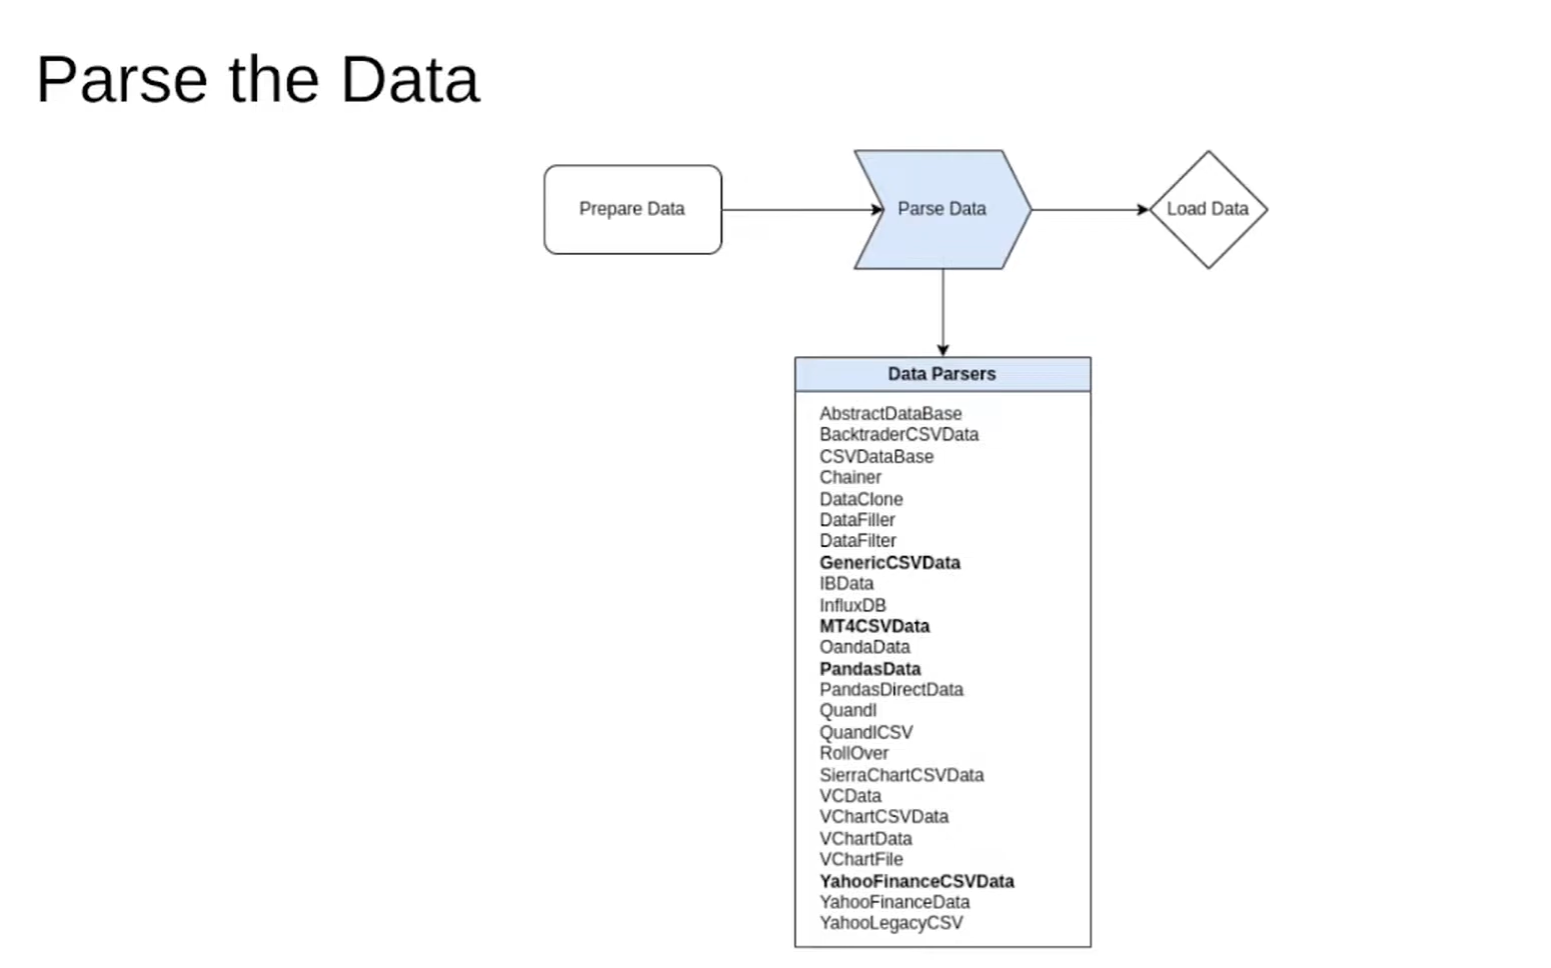 Parse the Data
Prepare Data
Parse Data
Load Data
Data Parsers
AbstractDataBase
BacktraderCSVData
CSVDataBase
Chainer
DataClone
DataFiller
DataFilter
GenericCSVData
IBData
InfluxDB
MT4CSVData
OandaData
PandasData
PandasDirectData
Quandl
QuandlCSV
RollOver
SierraChartCSVData
VCData
VChartCSVData
VChartData
VChartFile
YahooFinanceCSVData
YahooFinanceData
YahooLegacyCSV